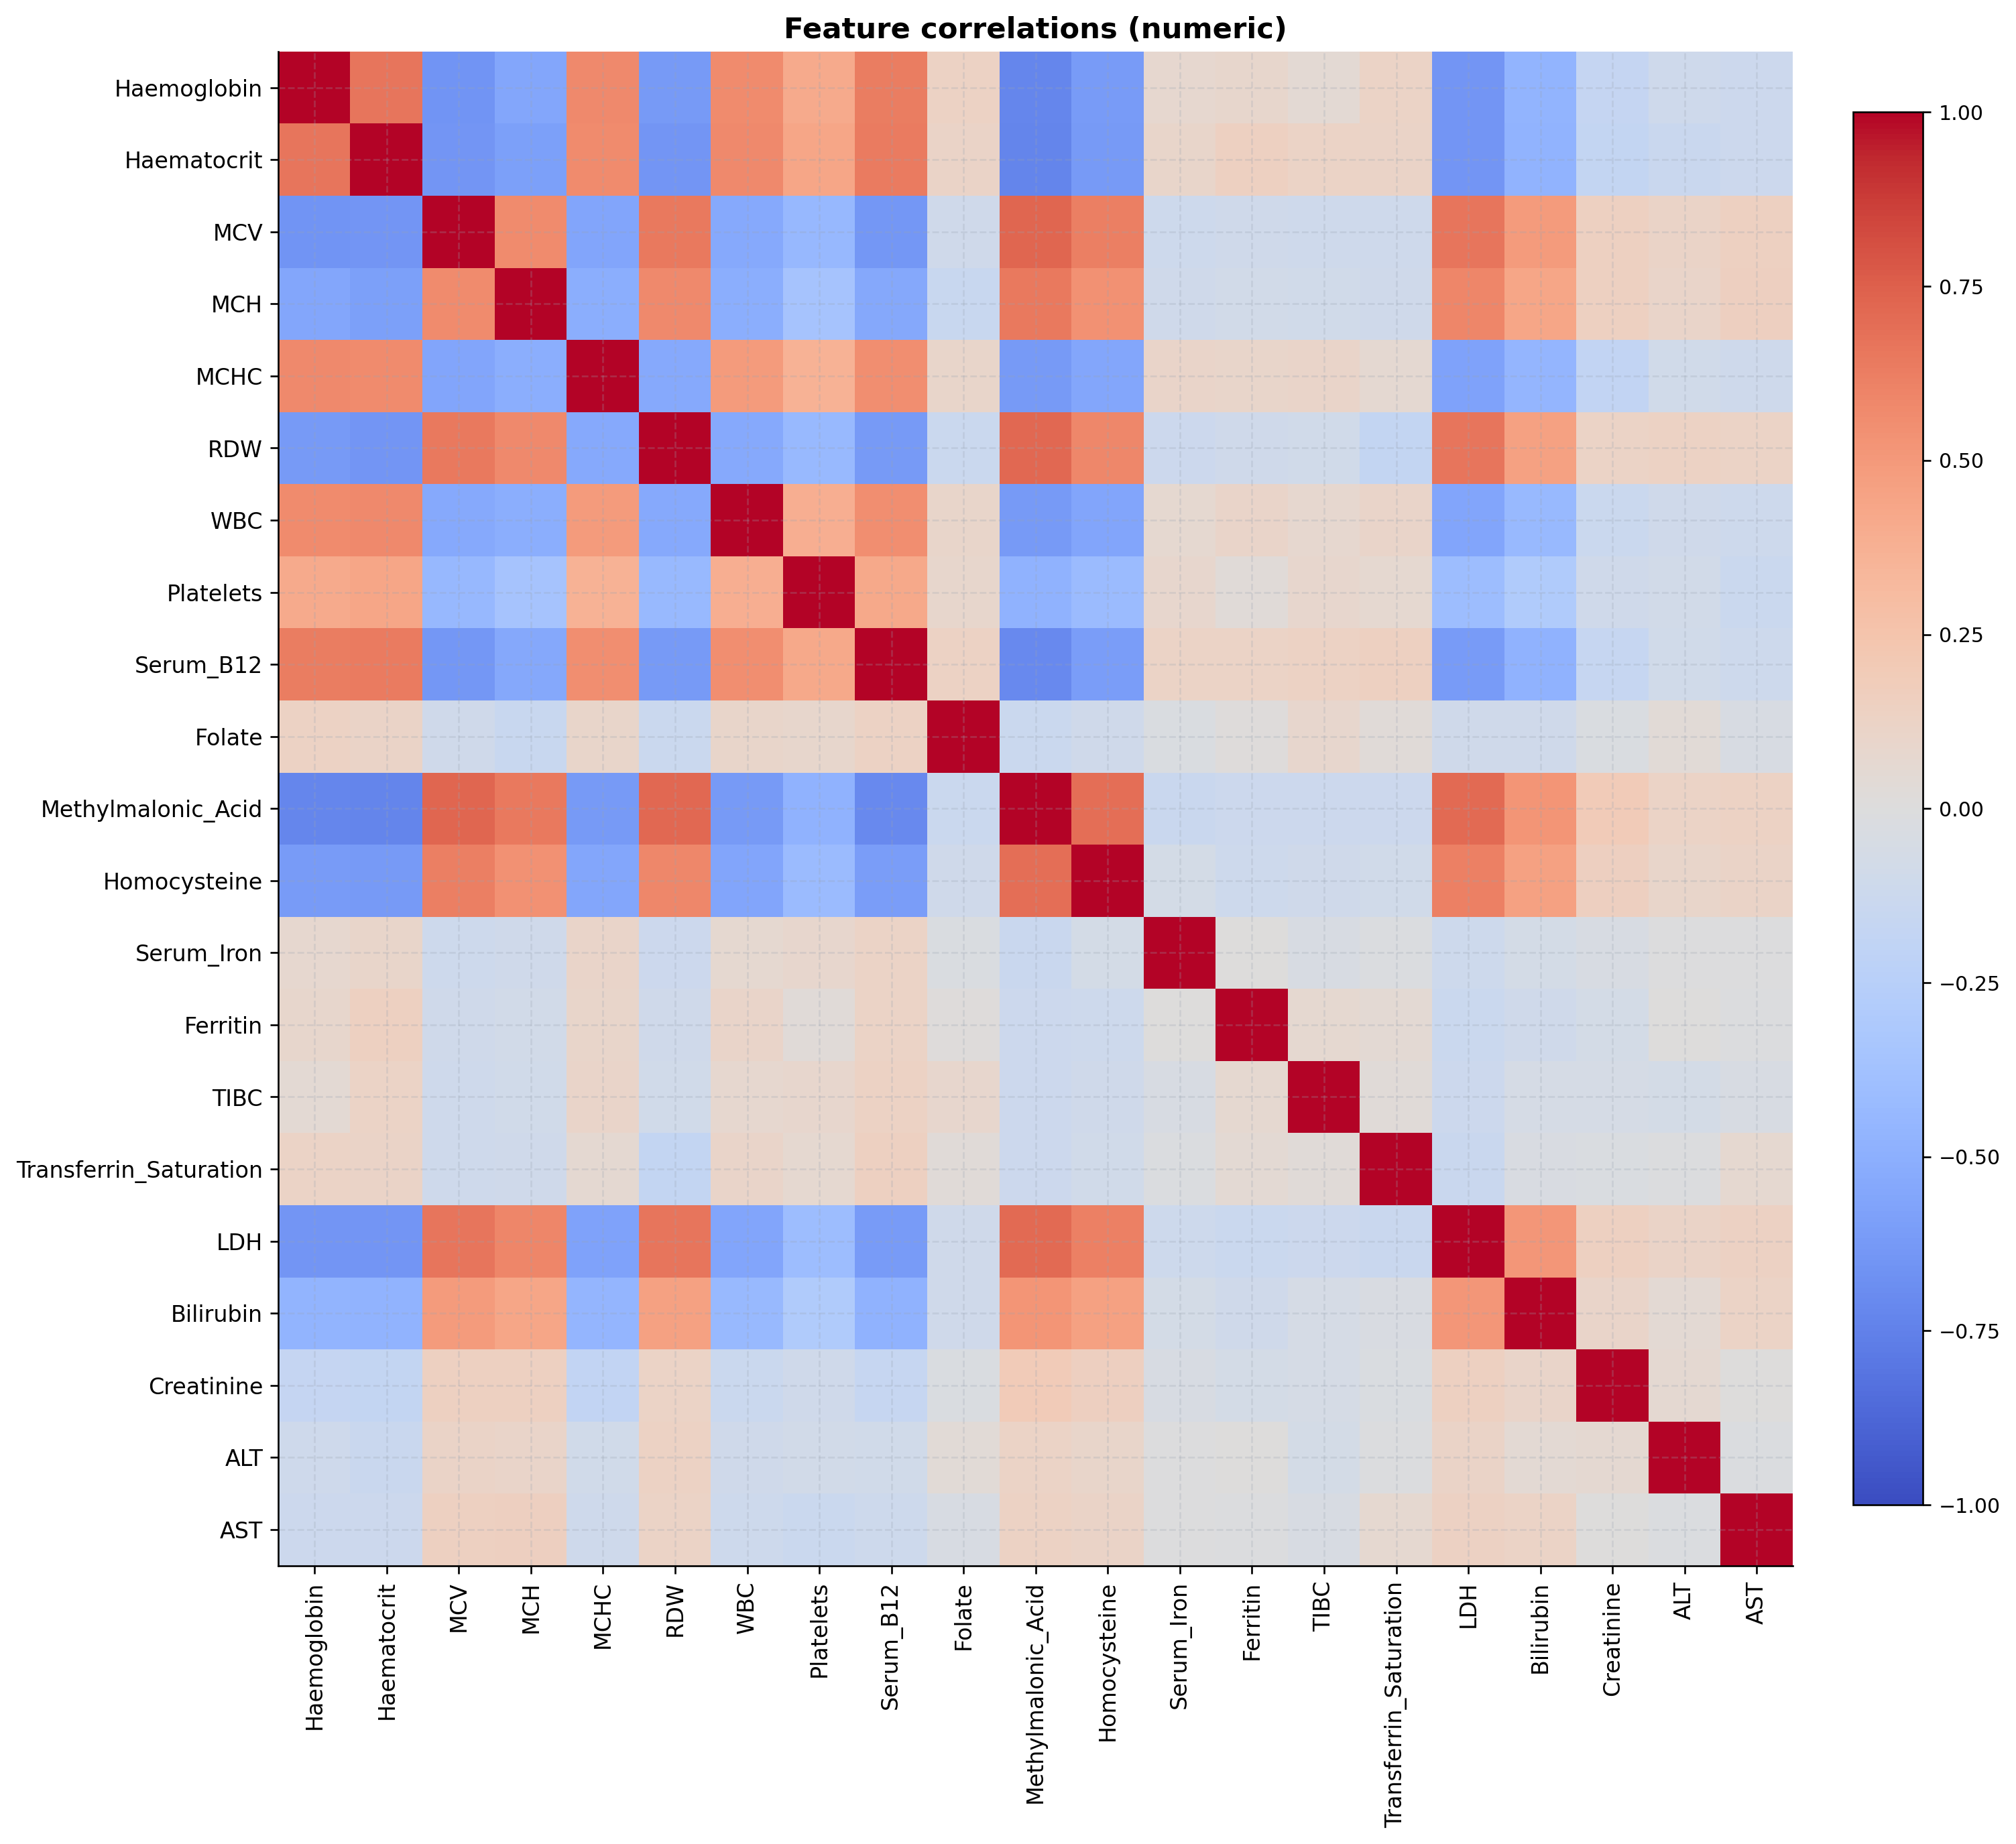 Feature correlations (numeric)
Haemoglobin
Haematocrit
MCV
MCH
MCHC
RDW
WBC
Platelets
Serum_B12
Folate
Methylmalonic_Acid
Homocysteine
Serum_Iron
Ferritin
TIBC
Transferrin_Saturation
LDH
Bilirubin
Creatinine
ALT
AST
Haemoglobin
Haematocrit
MCV
MCH
MCHC
RDW
WBC
Platelets
Serum_B12
Folate
Methylmalonic_Acid
Homocysteine
Serum_Iron
Ferritin
TIBC
Transferrin_Saturation
LDH
Bilirubin
Creatinine
ALT
AST
1.00
0.75
0.50
0.25
0.00
−0.25
−0.50
−0.75
−1.00